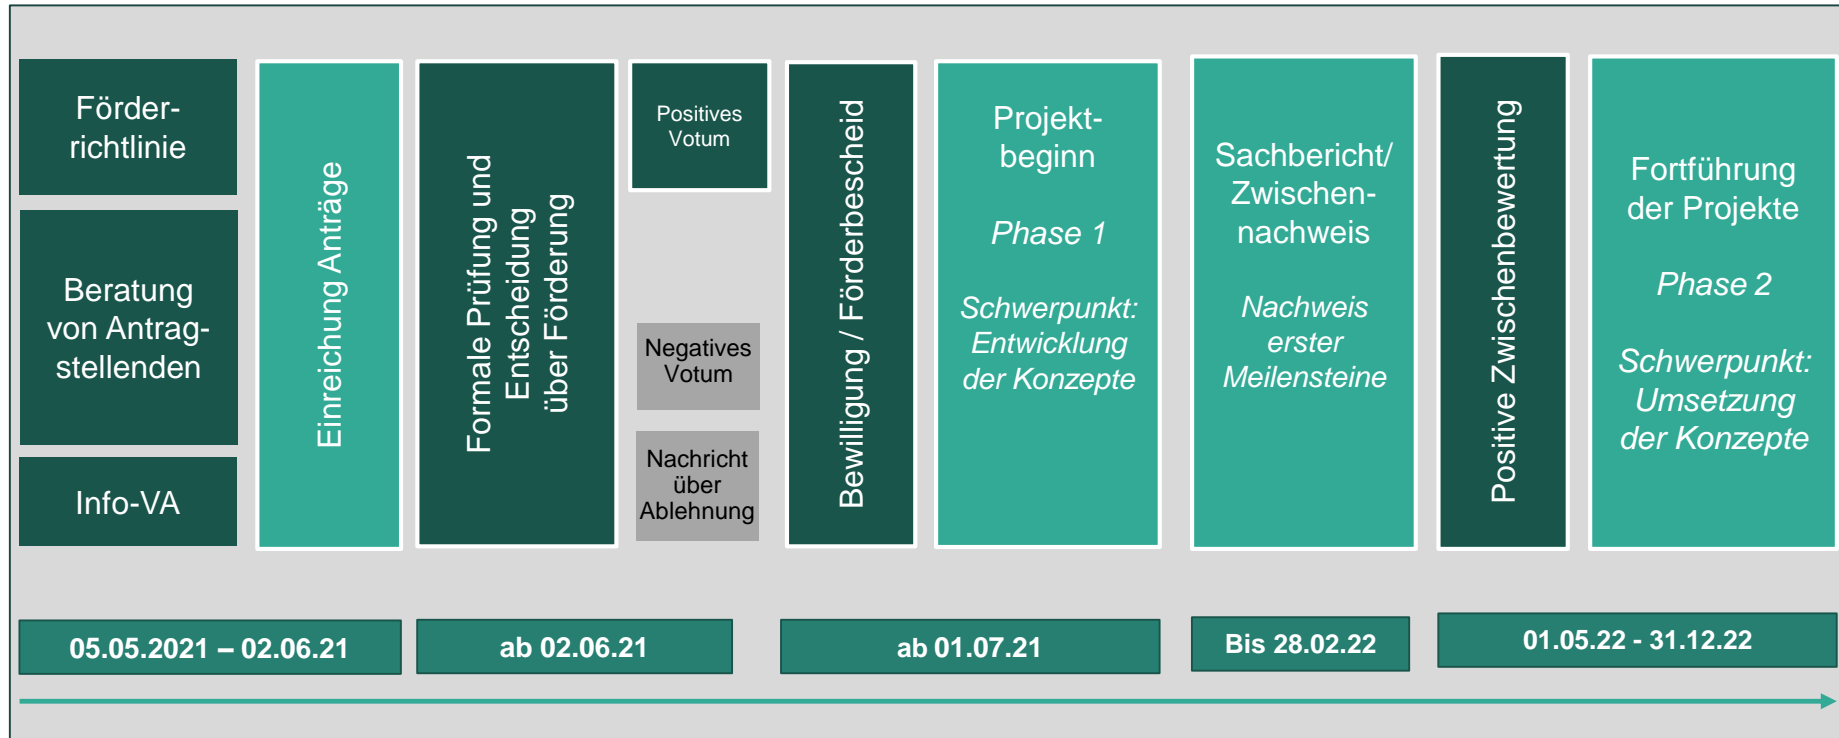 Förder-
richtlinie
Beratung
von Antrag-
stellenden
Info-VA
Einreichung Anträge
Formale Prüfung und
Entscheidung
über Förderung
Positives
Votum
Negatives
Votum
Nachricht
über
Ablehnung
Bewilligung / Förderbescheid
Projekt-
beginn
Phase 1
Schwerpunkt:
Entwicklung
der Konzepte
Sachbericht/
Zwischen-
nachweis
Nachweis
erster
Meilensteine
Positive Zwischenbewertung
Fortführung
der Projekte
Phase 2
Schwerpunkt:
Umsetzung
der Konzepte
05.05.2021 – 02.06.21
ab 02.06.21
ab 01.07.21
Bis 28.02.22
01.05.22 - 31.12.22